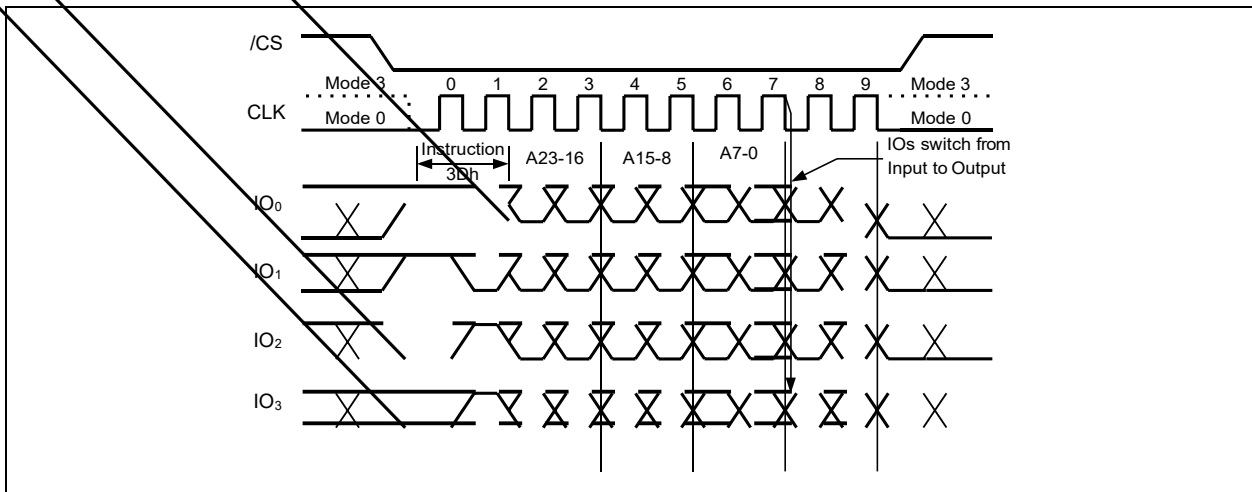 /CS
Mode 3 0 1 2 3 4 5 6 7 8 9 Mode 3
CLK
Mode 0 Mode 0
Instruction A23-16 A15-8 A7-0 IOs switch from
3Dh Input to Output
IO₀
IO₁
IO₂
IO₃